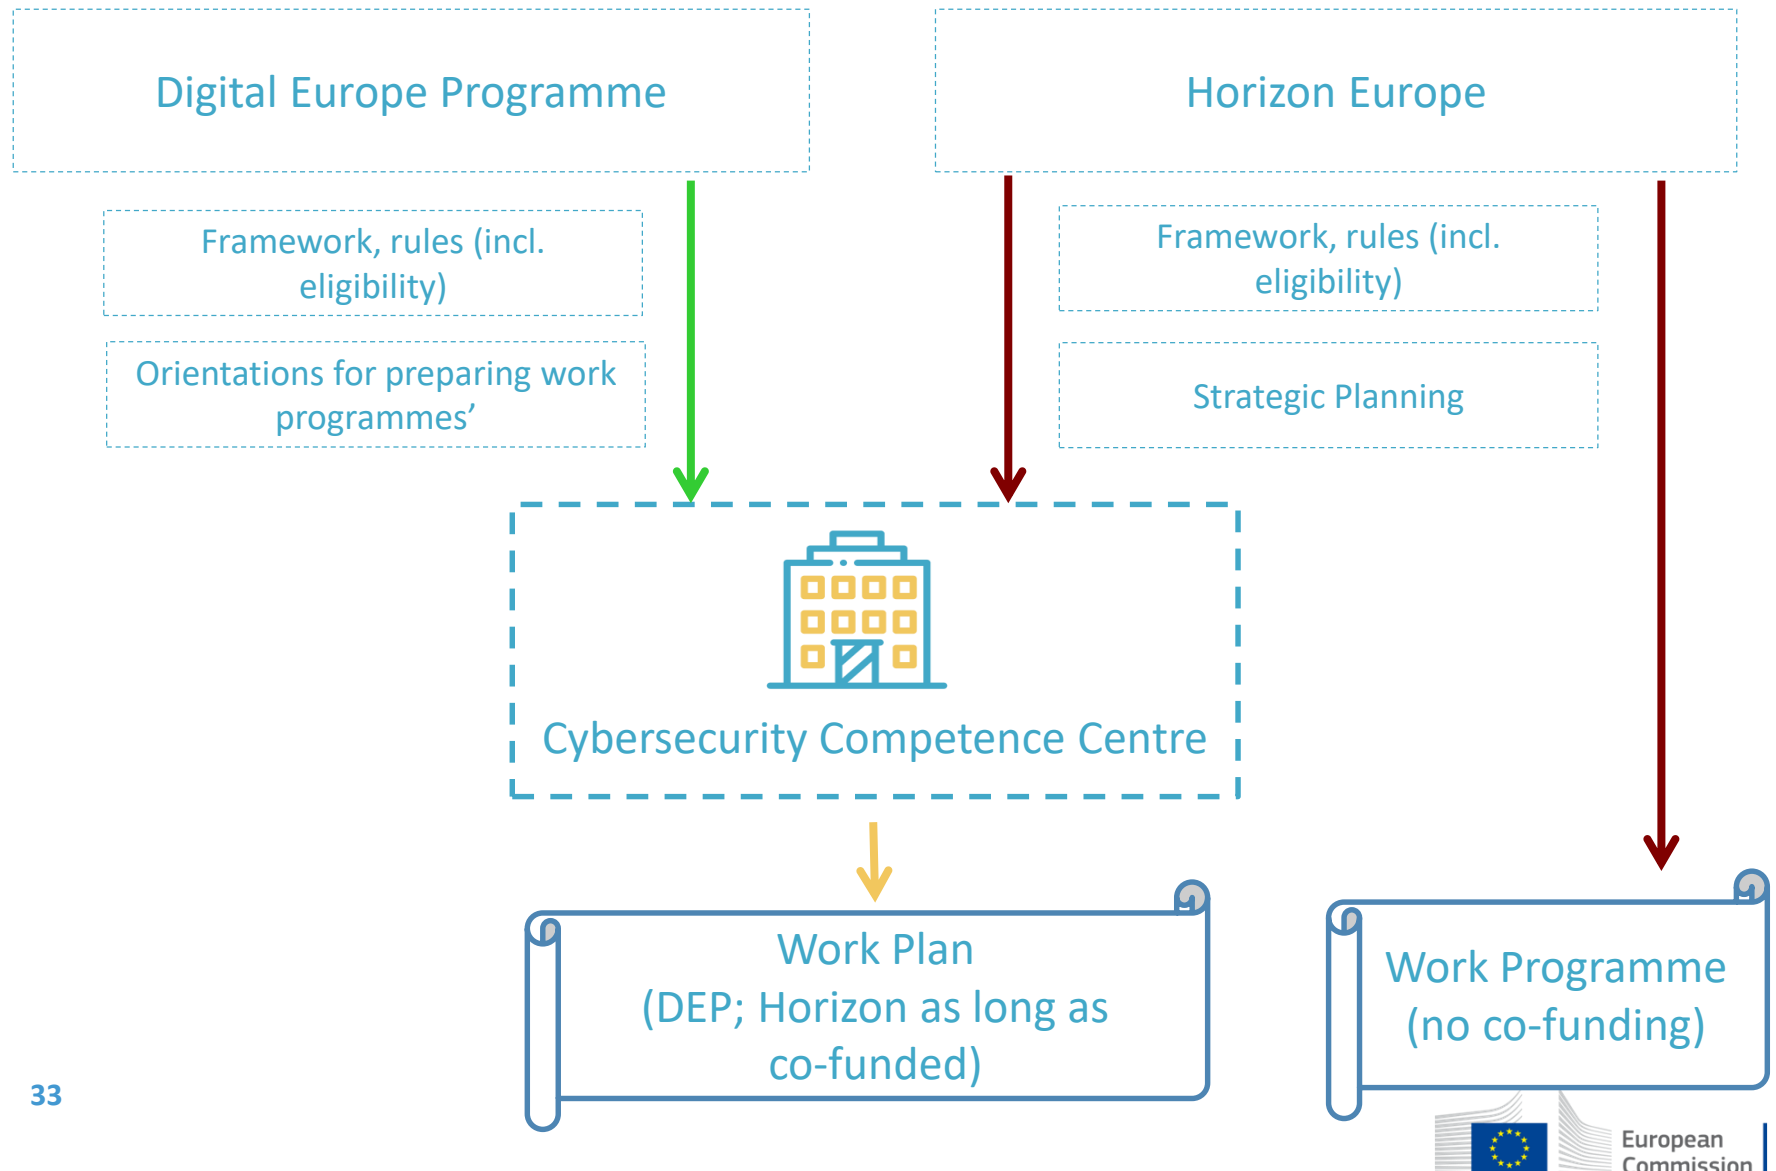 Digital Europe Programme
Horizon Europe
Framework, rules (incl.
eligibility)
Framework, rules (incl.
eligibility)
Orientations for preparing work
programmes’
Strategic Planning
Cybersecurity Competence Centre
Work Plan
(DEP; Horizon as long as
co-funded)
Work Programme
(no co-funding)
33
European
Commission